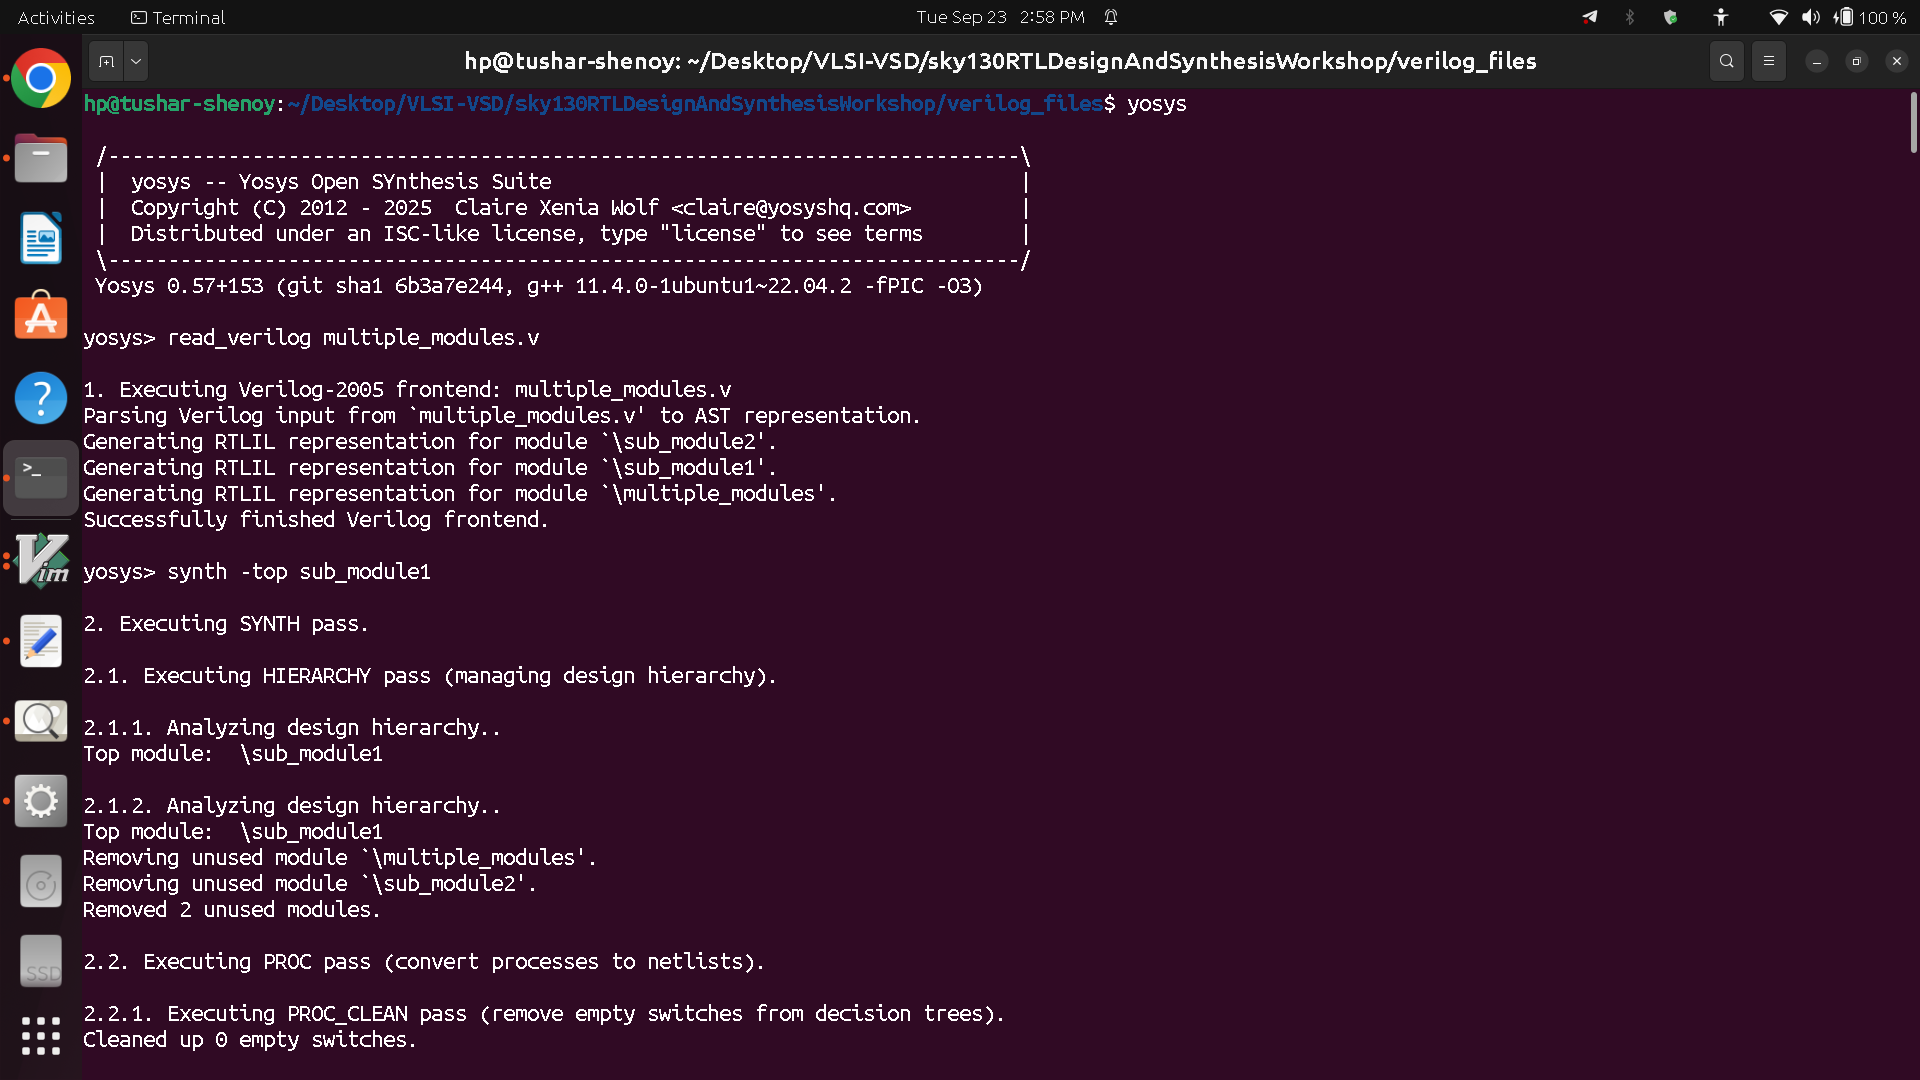 Activities
Terminal
Tue Sep 23 2:58 PM
100 %
hp@tushar-shenoy: ~/Desktop/VLSI-VSD/sky130RTLDesignAndSynthesisWorkshop/verilog_files
hp@tushar-shenoy:~/Desktop/VLSI-VSD/sky130RTLDesignAndSynthesisWorkshop/verilog_files$ yosys
/----------------------------------------------------------------------------\
| yosys -- Yosys Open SYnthesis Suite |
| Copyright (C) 2012 - 2025 Claire Xenia Wolf <claire@yosyshq.com> |
| Distributed under an ISC-like license, type "license" to see terms |
\----------------------------------------------------------------------------/
Yosys 0.57+153 (git sha1 6b3a7e244, g++ 11.4.0-1ubuntu1~22.04.2 -fPIC -O3)
yosys> read_verilog multiple_modules.v
1. Executing Verilog-2005 frontend: multiple_modules.v
Parsing Verilog input from `multiple_modules.v' to AST representation.
Generating RTLIL representation for module `\sub_module2'.
Generating RTLIL representation for module `\sub_module1'.
Generating RTLIL representation for module `\multiple_modules'.
Successfully finished Verilog frontend.
yosys> synth -top sub_module1
2. Executing SYNTH pass.
2.1. Executing HIERARCHY pass (managing design hierarchy).
2.1.1. Analyzing design hierarchy..
Top module: \sub_module1
2.1.2. Analyzing design hierarchy..
Top module: \sub_module1
Removing unused module `\multiple_modules'.
Removing unused module `\sub_module2'.
Removed 2 unused modules.
2.2. Executing PROC pass (convert processes to netlists).
2.2.1. Executing PROC_CLEAN pass (remove empty switches from decision trees).
Cleaned up 0 empty switches.
Vim
SSD